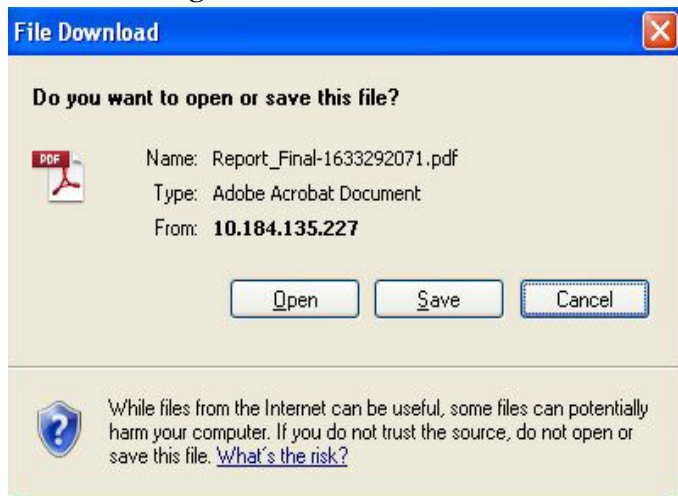 File Download
Do you want to open or save this file?
PDF
Name: Report_Final-1633292071.pdf
Type: Adobe Acrobat Document
From: 10.184.135.227
Open Save Cancel
While files from the Internet can be useful, some files can potentially
harm your computer. If you do not trust the source, do not open or
save this file. What's the risk?